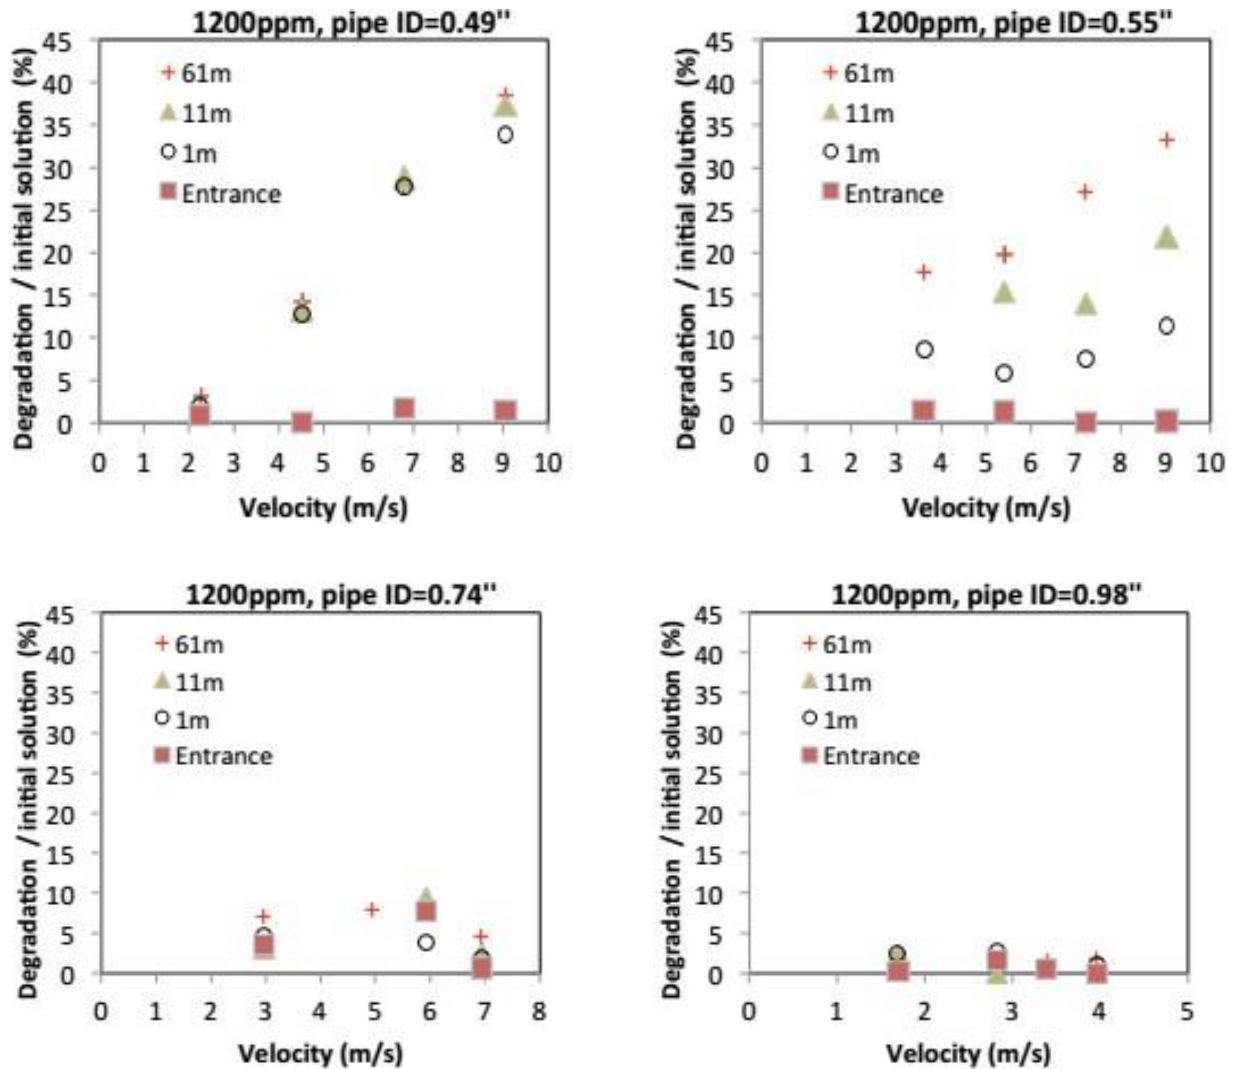 1200ppm, pipe ID=0.49"
Degradation / initial solution (%)
45
40
35
30
25
20
15
10
5
0
61m
11m
1m
Entrance
0 1 2 3 4 5 6 7 8 9 10
Velocity (m/s)
1200ppm, pipe ID=0.55"
Degradation / initial solution (%)
45
40
35
30
25
20
15
10
5
0
61m
11m
1m
Entrance
0 1 2 3 4 5 6 7 8 9 10
Velocity (m/s)
1200ppm, pipe ID=0.74"
Degradation / initial solution (%)
45
40
35
30
25
20
15
10
5
0
61m
11m
1m
Entrance
0 1 2 3 4 5 6 7 8
Velocity (m/s)
1200ppm, pipe ID=0.98"
Degradation / initial solution (%)
45
40
35
30
25
20
15
10
5
0
61m
11m
1m
Entrance
0 1 2 3 4 5
Velocity (m/s)